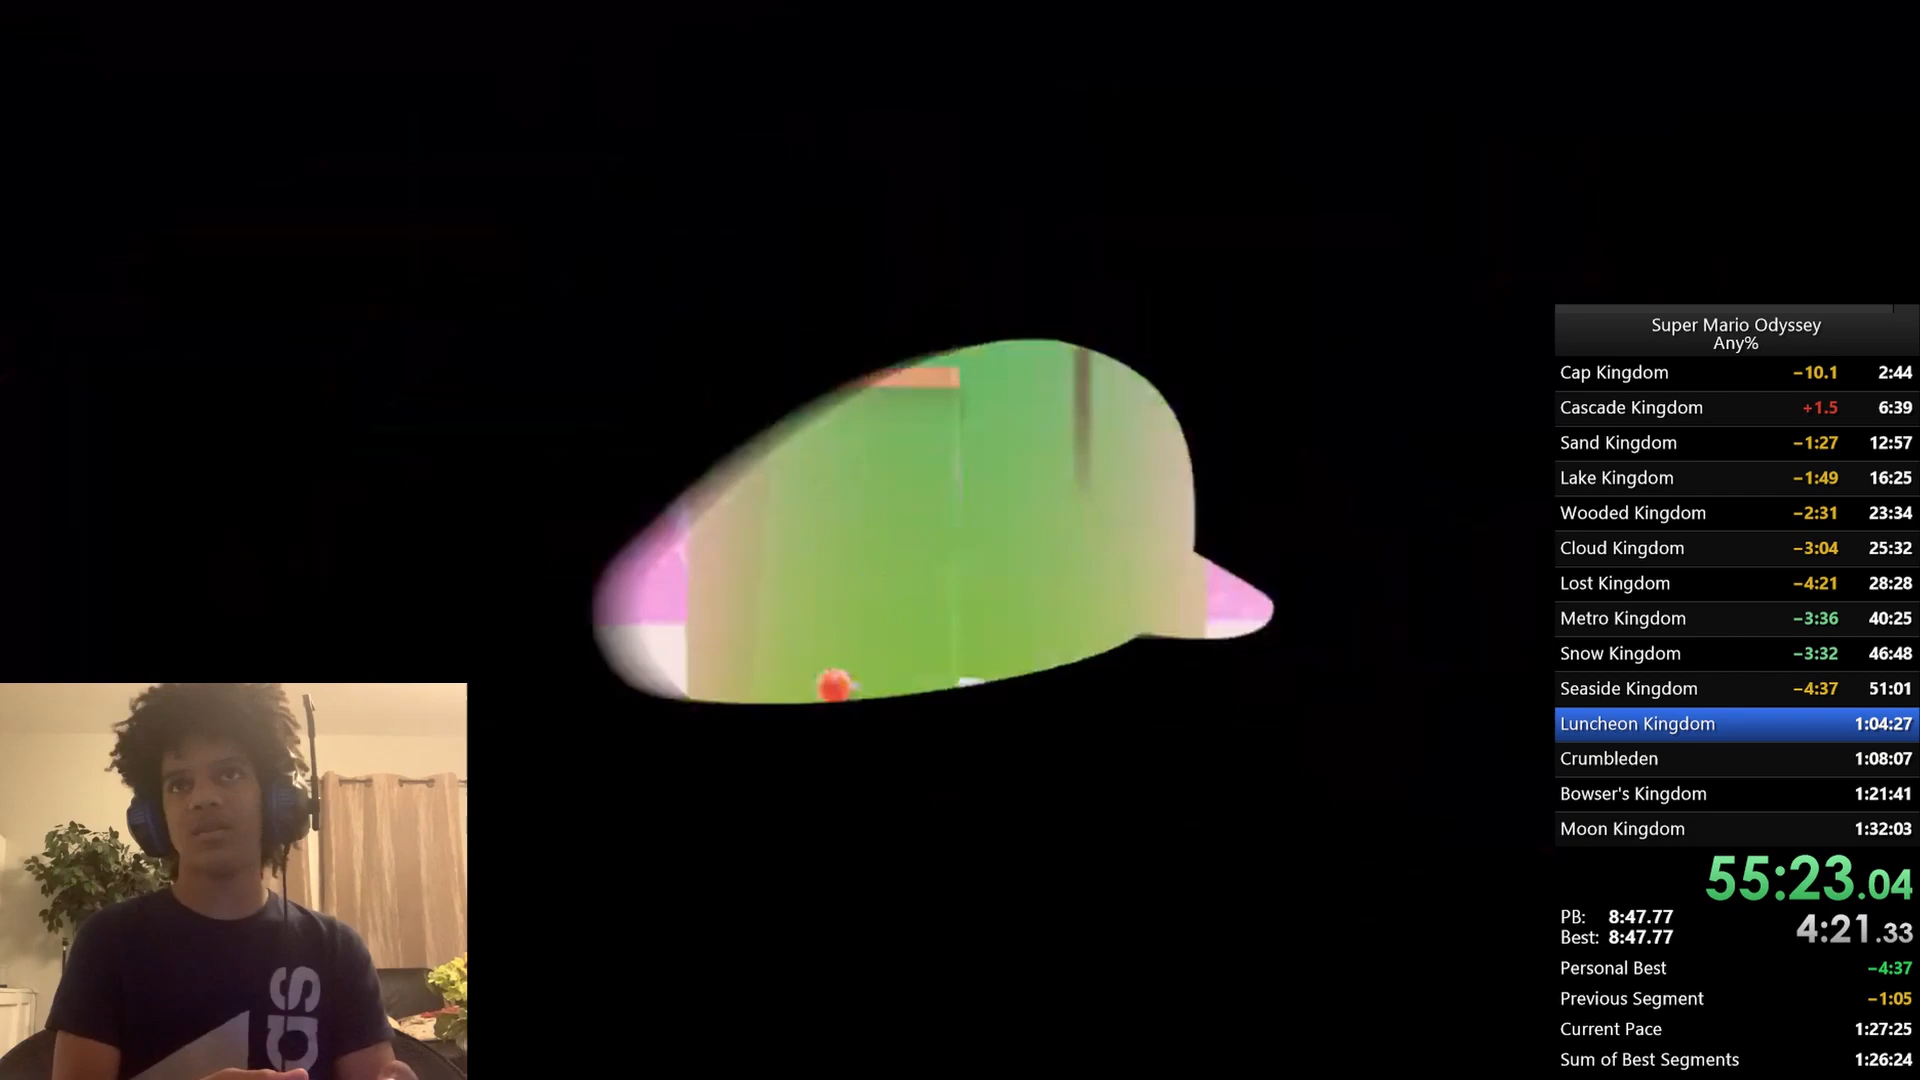 Super Mario Odyssey
Any%
Cap Kingdom −10.1 2:44
Cascade Kingdom +1.5 6:39
Sand Kingdom −1:27 12:57
Lake Kingdom −1:49 16:25
Wooded Kingdom −2:31 23:34
Cloud Kingdom −3:04 25:32
Lost Kingdom −4:21 28:28
Metro Kingdom −3:36 40:25
Snow Kingdom −3:32 46:48
Seaside Kingdom −4:37 51:01
Luncheon Kingdom 1:04:27
Crumbleden 1:08:07
Bowser's Kingdom 1:21:41
Moon Kingdom 1:32:03
55:23.04
PB: 8:47.77
Best: 8:47.77
4:21.33
Personal Best −4:37
Previous Segment −1:05
Current Pace 1:27:25
Sum of Best Segments 1:26:24